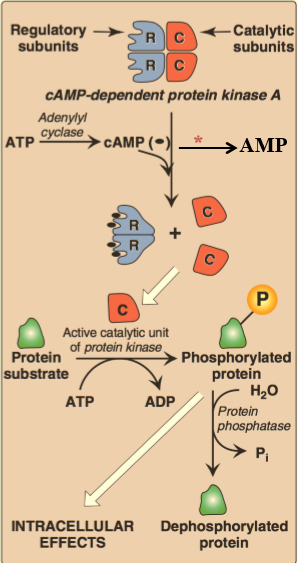 Regulatory
subunits
Catalytic
subunits
R
C
R
C
cAMP-dependent protein kinase A
Adenylyl
cyclase
ATP
cAMP (•)
*
AMP
R
R
+
C
C
C
Active catalytic unit
of protein kinase
P
Protein
substrate
Phosphorylated
protein
ATP
ADP
H₂O
Protein
phosphatase
Pi
INTRACELLULAR
EFFECTS
Dephosphorylated
protein